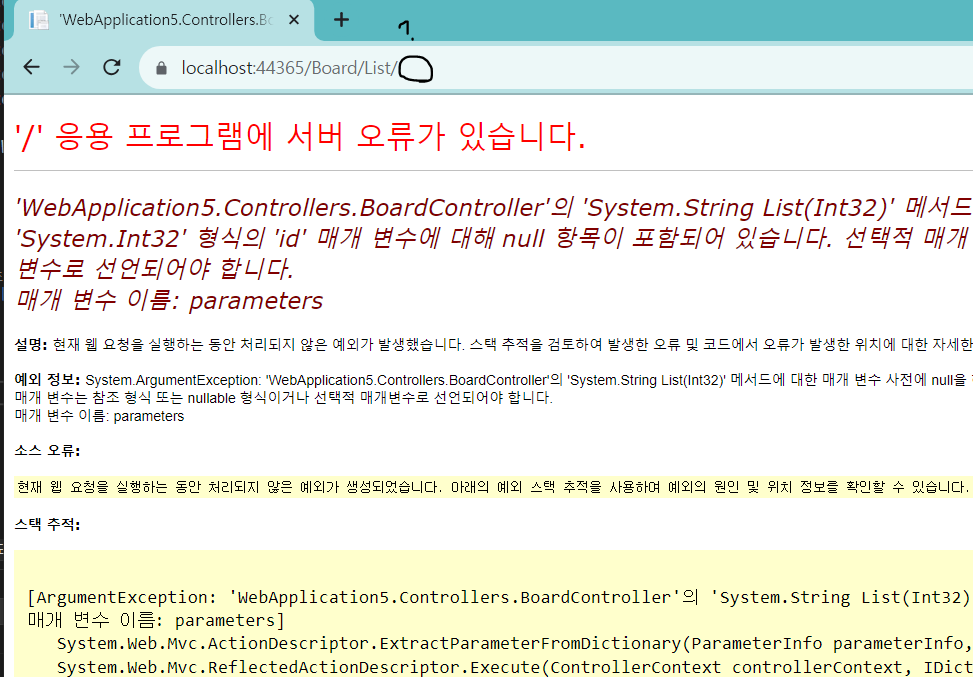 'WebApplication5.Controllers.Bo
1.
localhost:44365/Board/List/
'/' 응용 프로그램에 서버 오류가 있습니다.
'WebApplication5.Controllers.BoardController'의 'System.String List(Int32)' 메서드
'System.Int32' 형식의 'id' 매개 변수에 대해 null 항목이 포함되어 있습니다. 선택적 매개
변수로 선언되어야 합니다.
매개 변수 이름: parameters
설명: 현재 웹 요청을 실행하는 동안 처리되지 않은 예외가 발생했습니다. 스택 추적을 검토하여 발생한 오류 및 코드에서 오류가 발생한 위치에 대한 자세한
예외 정보: System.ArgumentException: 'WebApplication5.Controllers.BoardController'의 'System.String List(Int32)' 메서드에 대한 매개 변수 사전에 null을
매개 변수는 참조 형식 또는 nullable 형식이거나 선택적 매개변수로 선언되어야 합니다.
매개 변수 이름: parameters
소스 오류:
현재 웹 요청을 실행하는 동안 처리되지 않은 예외가 생성되었습니다. 아래의 예외 스택 추적을 사용하여 예외의 원인 및 위치 정보를 확인할 수 있습니다.
스택 추적:
[ArgumentException: 'WebApplication5.Controllers.BoardController'의 'System.String List(Int32)
매개 변수 이름: parameters]
System.Web.Mvc.ActionDescriptor.ExtractParameterFromDictionary(ParameterInfo parameterInfo,
System.Web.Mvc.ReflectedActionDescriptor.Execute(ControllerContext controllerContext, IDict